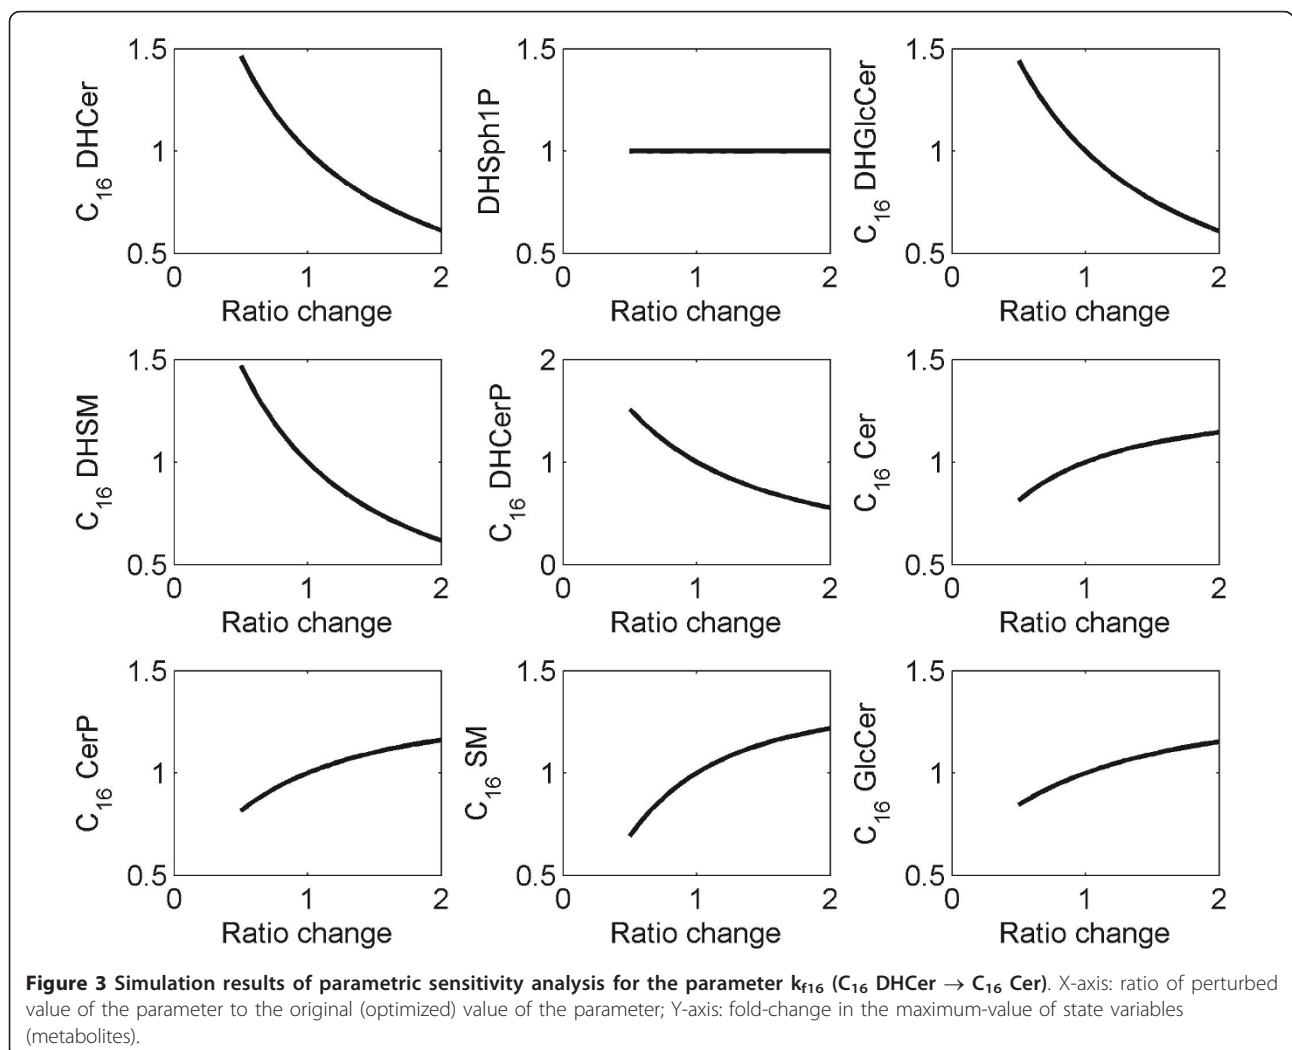 1.5
1
0.5
0
1
2
C16 DHCer
Ratio change
1.5
1
0.5
0
1
2
DHSph1P
Ratio change
1.5
1
0.5
0
1
2
C16 DHGlcCer
Ratio change
1.5
1
0.5
0
1
2
C16 DHSM
Ratio change
2
1
0
0
1
2
C16 DHCerP
Ratio change
1.5
1
0.5
0
1
2
C16 Cer
Ratio change
1.5
1
0.5
0
1
2
C16 CerP
Ratio change
1.5
1
0.5
0
1
2
C16 SM
Ratio change
1.5
1
0.5
0
1
2
C16 GlcCer
Ratio change
Figure 3 Simulation results of parametric sensitivity analysis for the parameter kf16 (C16 DHCer → C16 Cer). X-axis: ratio of perturbed
value of the parameter to the original (optimized) value of the parameter; Y-axis: fold-change in the maximum-value of state variables
(metabolites).